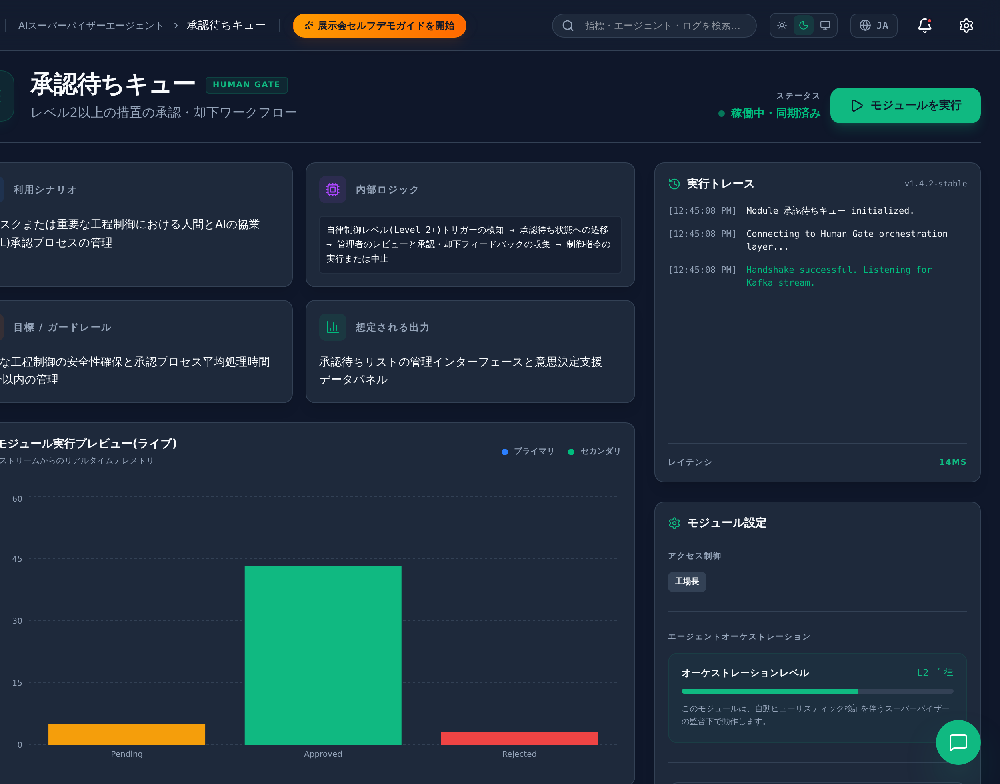 AIスーパーバイザーエージェント > 承認待ちキュー
展示会セルフデモガイドを開始
指標・エージェント・ログを検索...
JA
承認待ちキュー
HUMAN GATE
レベル2以上の措置の承認・却下ワークフロー
ステータス
稼働中・同期済み
モジュールを実行
利用シナリオ
スクまたは重要な工程制御における人間とAIの協業
L)承認プロセスの管理
内部ロジック
自律制御レベル(Level 2+)トリガーの検知 → 承認待ち状態への遷移
→ 管理者のレビューと承認・却下フィードバックの収集 → 制御指令の
実行または中止
目標 / ガードレール
な工程制御の安全性確保と承認プロセス平均処理時間
以内の管理
想定される出力
承認待ちリストの管理インターフェースと意思決定支援
データパネル
モジュール実行プレビュー(ライブ)
ストリームからのリアルタイムテレメトリ
プライマリ
セカンダリ
60
45
30
15
0
Pending
Approved
Rejected
実行トレース
v1.4.2-stable
[12:45:08 PM] Module 承認待ちキュー initialized.
[12:45:08 PM] Connecting to Human Gate orchestration
layer...
[12:45:08 PM] Handshake successful. Listening for
Kafka stream.
レイテンシ
14MS
モジュール設定
アクセス制御
工場長
エージェントオーケストレーション
オーケストレーションレベル
L2 自律
このモジュールは、自動ヒューリスティック検証を伴うスーパーバイザー
の監督下で動作します。